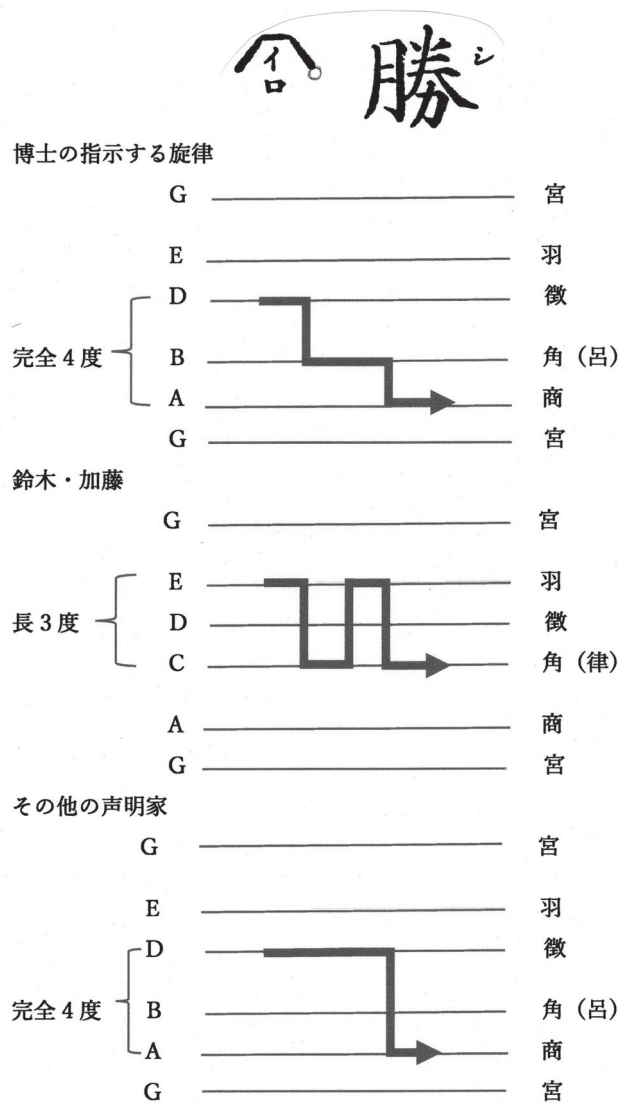 イロ
勝 シ
博士の指示する旋律
G 宮
E 羽
D 徴
完全4度
B 角（呂）
A 商
G 宮
鈴木・加藤
G 宮
E 羽
長3度 D 徴
C 角（律）
A 商
G 宮
その他の声明家
G 宮
E 羽
D 徴
完全4度 B 角（呂）
A 商
G 宮